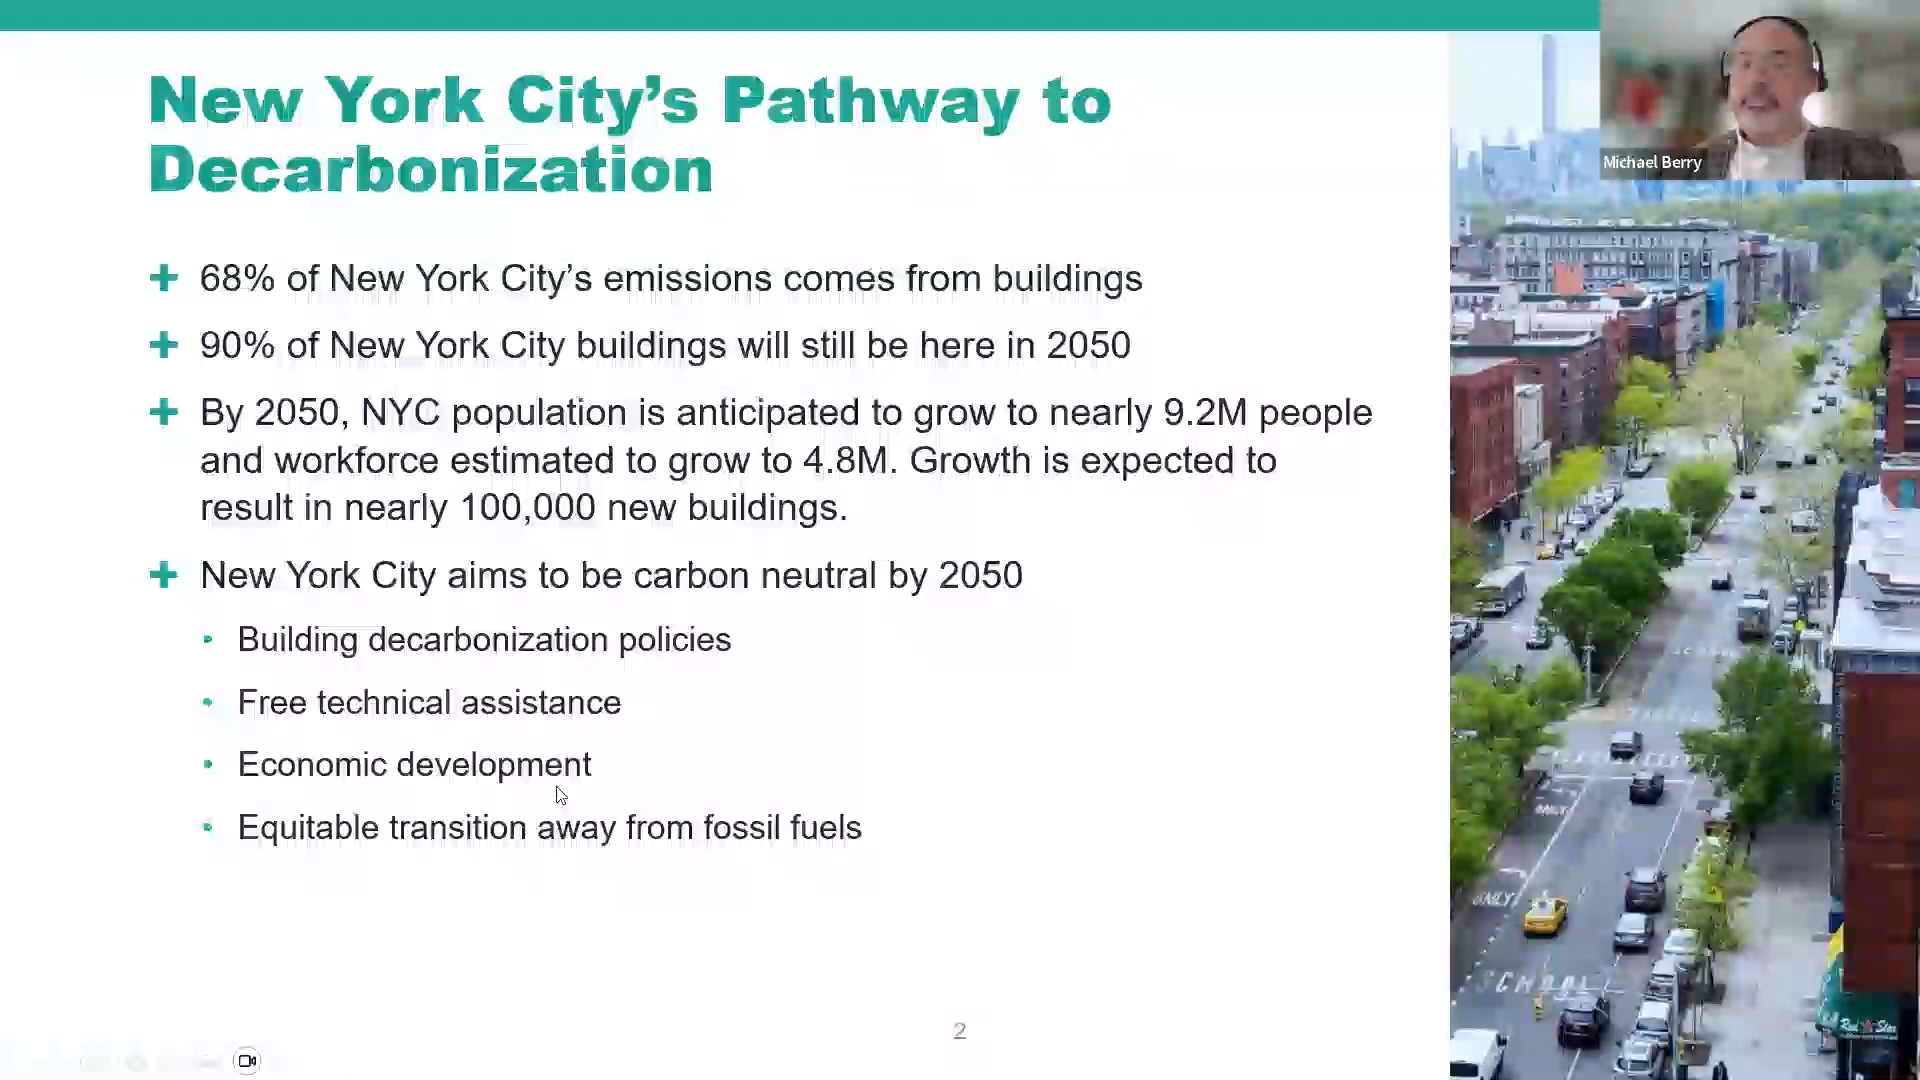 New York City’s Pathway to
Decarbonization
Michael Berry
68% of New York City’s emissions comes from buildings
90% of New York City buildings will still be here in 2050
By 2050, NYC population is anticipated to grow to nearly 9.2M people
and workforce estimated to grow to 4.8M. Growth is expected to
result in nearly 100,000 new buildings.
New York City aims to be carbon neutral by 2050
Building decarbonization policies
Free technical assistance
Economic development
Equitable transition away from fossil fuels
ONLY
SCHOOL
2